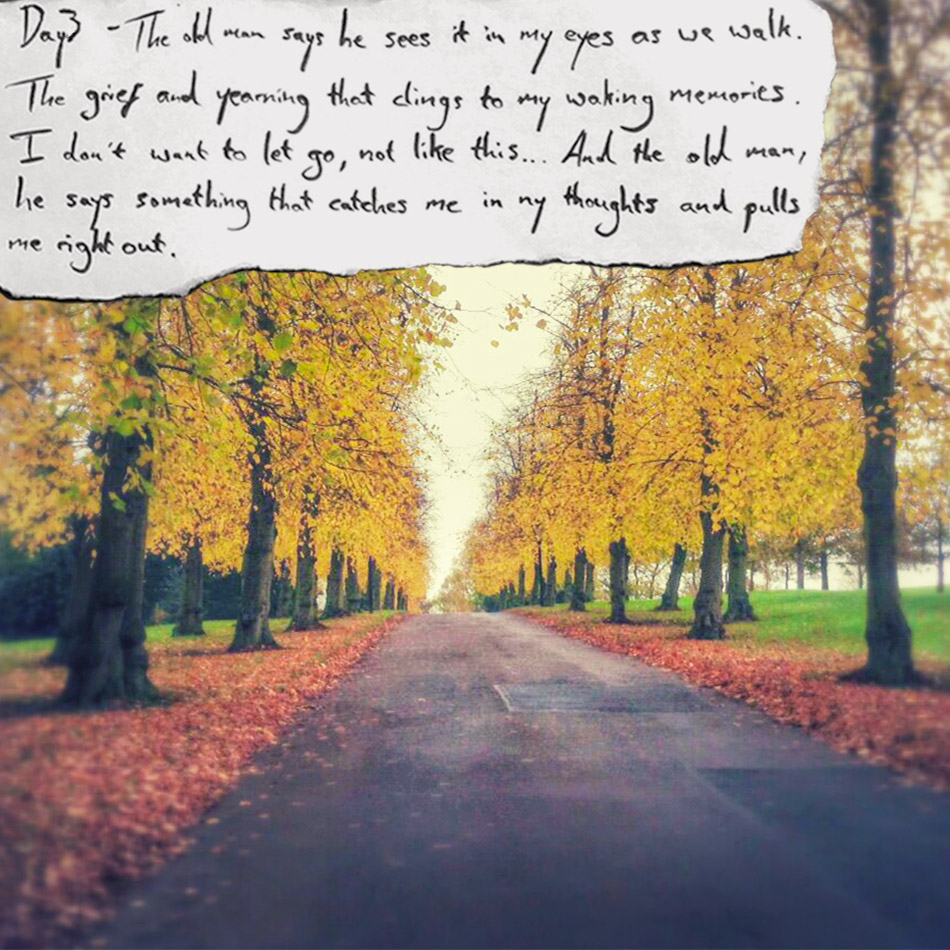 Day 3 - The old man says he sees it in my eyes as we walk.
The grief and yearning that clings to my waking memories.
I don't want to let go, not like this... And the old man,
he says something that catches me in my thoughts and pulls
me right out.